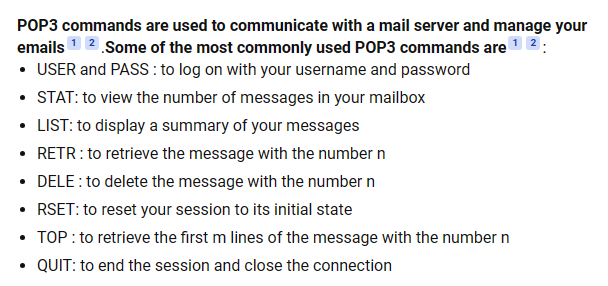 POP3 commands are used to communicate with a mail server and manage your
emails 1 2 .Some of the most commonly used POP3 commands are 1 2 :
• USER and PASS : to log on with your username and password
• STAT: to view the number of messages in your mailbox
• LIST: to display a summary of your messages
• RETR : to retrieve the message with the number n
• DELE : to delete the message with the number n
• RSET: to reset your session to its initial state
• TOP : to retrieve the first m lines of the message with the number n
• QUIT: to end the session and close the connection